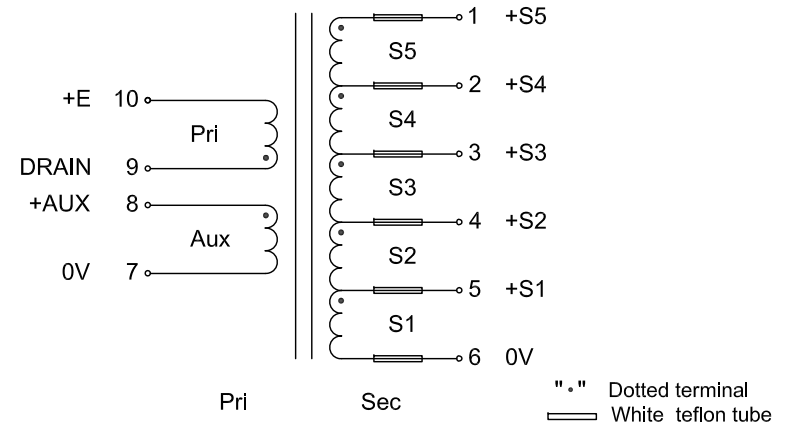 1 +S5
S5
+E 10 2 +S4
Pri S4
DRAIN 9 3 +S3
+AUX 8 S3
Aux 4 +S2
S2
0V 7 5 +S1
S1
6 0V
Pri Sec
"•" Dotted terminal
White teflon tube